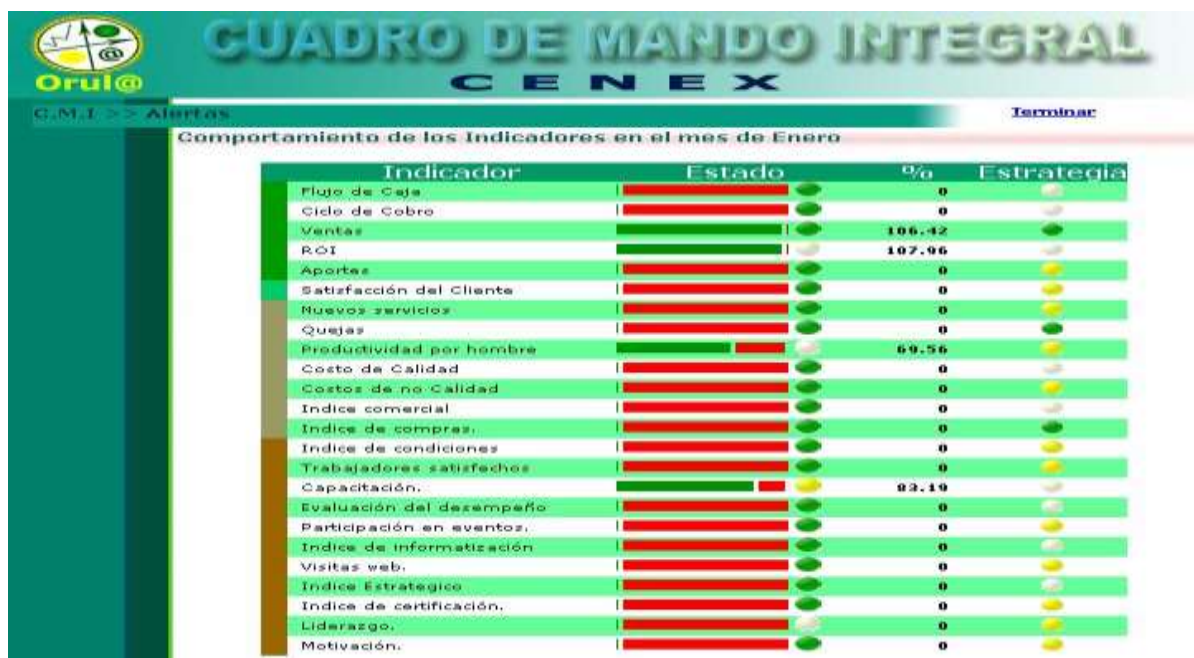 CUADRO DE MANDO INTEGRAL
CENEX
Orul@
C.M.I >> Alertas
Terminar
Comportamiento de los Indicadores en el mes de Enero
Indicador Estado % Estrategia
Flujo de Caja 0
Ciclo de Cobro 0
Ventas 106.42
ROI 107.96
Aportes 0
Satisfacción del Cliente 0
Nuevos servicios 0
Quejas 0
Productividad por hombre 69.56
Costo de Calidad 0
Costos de no Calidad 0
Indice comercial 0
Indice de compras. 0
Indice de condiciones 0
Trabajadores satisfechos 0
Capacitación. 83.19
Evaluación del desempeño 0
Participación en eventos. 0
Indice de informatización 0
Visitas web. 0
Indice Estrategico 0
Indice de certificación. 0
Liderazgo. 0
Motivación. 0